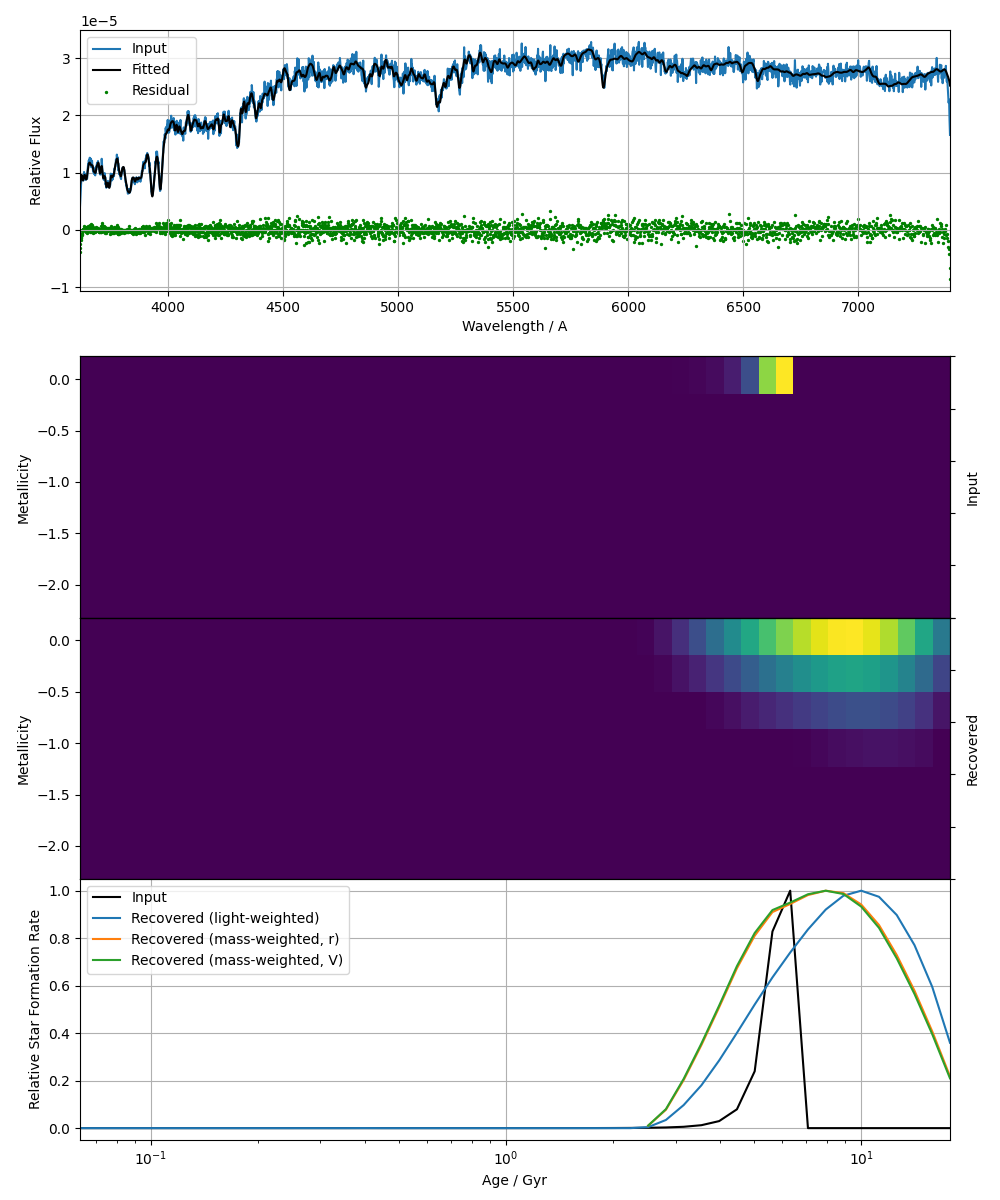 1e−5
Input
Fitted
Residual
3
2
1
0
−1
Relative Flux
4000 4500 5000 5500 6000 6500 7000
Wavelength / A
0.0
−0.5
−1.0
−1.5
−2.0
Metallicity
Input
0.0
−0.5
−1.0
−1.5
−2.0
Metallicity
Recovered
Input
Recovered (light-weighted)
Recovered (mass-weighted, r)
Recovered (mass-weighted, V)
1.0
0.8
0.6
0.4
0.2
0.0
Relative Star Formation Rate
10⁻¹ 10⁰ 10¹
Age / Gyr